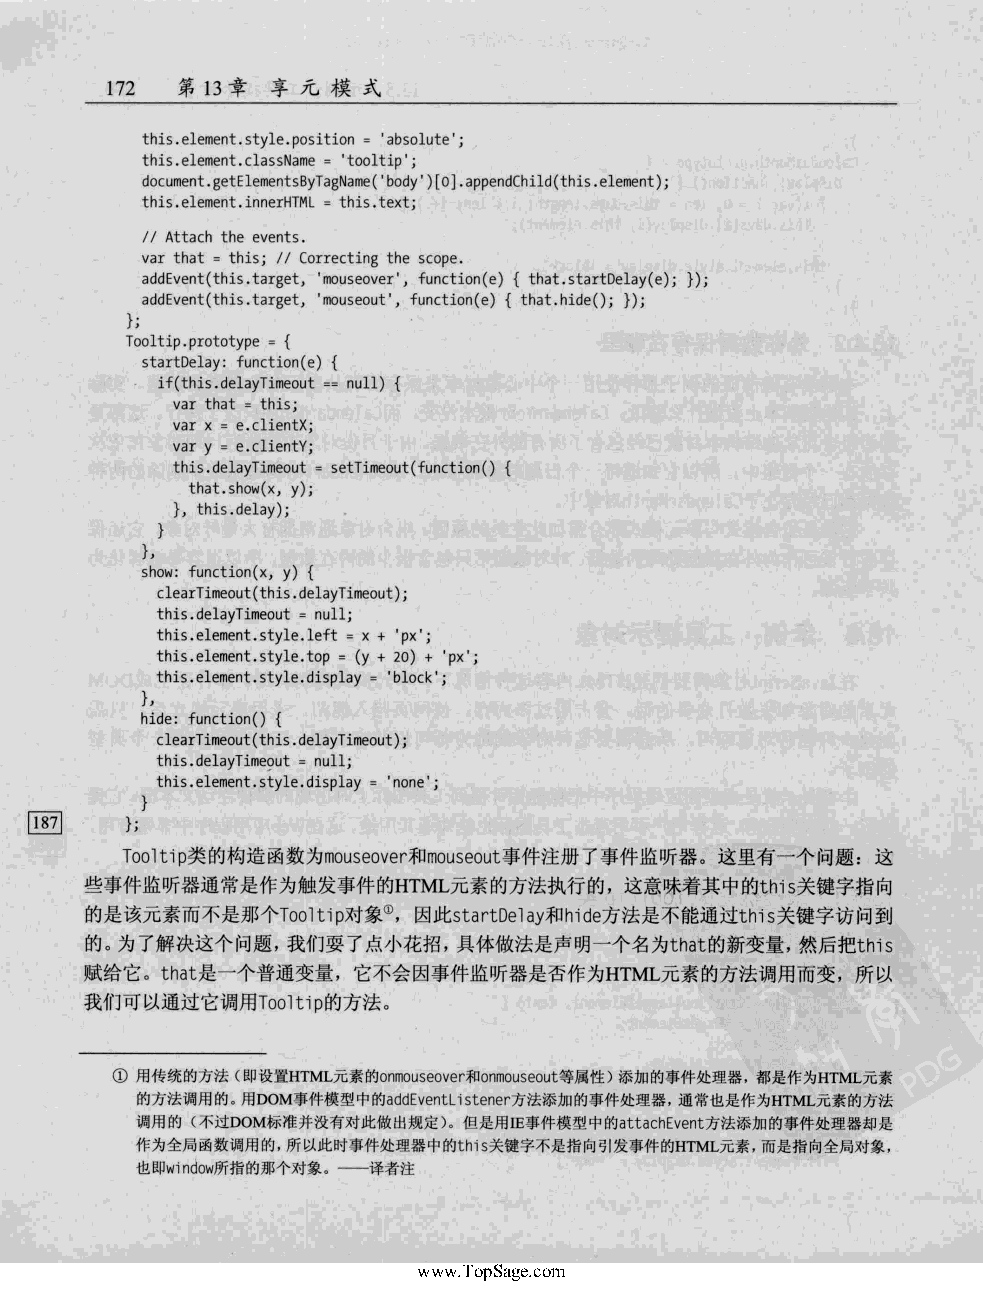 172 第13章 享元模式
this.element.style.position = 'absolute';
this.element.className = 'tooltip';
document.getElementsByTagName('body')[0].appendChild(this.element);
this.element.innerHTML = this.text;
// Attach the events.
var that = this; // Correcting the scope.
addEvent(this.target, 'mouseover', function(e) { that.startDelay(e); });
addEvent(this.target, 'mouseout', function(e) { that.hide(); });
};
Tooltip.prototype = {
startDelay: function(e) {
if(this.delayTimeout == null) {
var that = this;
var x = e.clientX;
var y = e.clientY;
this.delayTimeout = setTimeout(function() {
that.show(x, y);
}, this.delay);
}
},
show: function(x, y) {
clearTimeout(this.delayTimeout);
this.delayTimeout = null;
this.element.style.left = x + 'px';
this.element.style.top = (y + 20) + 'px';
this.element.style.display = 'block';
},
hide: function() {
clearTimeout(this.delayTimeout);
this.delayTimeout = null;
this.element.style.display = 'none';
}
187 };
Tooltip类的构造函数为mouseover和mouseout事件注册了事件监听器。这里有一个问题：这
些事件监听器通常是作为触发事件的HTML元素的方法执行的，这意味着其中的this关键字指向
的是该元素而不是那个Tooltip对象①，因此startDelay和hide方法是不能通过this关键字访问到
的。为了解决这个问题，我们耍了点小花招，具体做法是声明一个名为that的新变量，然后把this
赋给它。that是一个普通变量，它不会因事件监听器是否作为HTML元素的方法调用而变，所以
我们可以通过它调用Tooltip的方法。
① 用传统的方法（即设置HTML元素的onmouseover和onmouseout等属性）添加的事件处理器，都是作为HTML元素
的方法调用的。用DOM事件模型中的addEventListener方法添加的事件处理器，通常也是作为HTML元素的方法
调用的（不过DOM标准并没有对此做出规定）。但是用IE事件模型中的attachEvent方法添加的事件处理器却是
作为全局函数调用的，所以此时事件处理器中的this关键字不是指向引发事件的HTML元素，而是指向全局对象，
也即window所指的那个对象。——译者注
PDG
www.TopSage.com